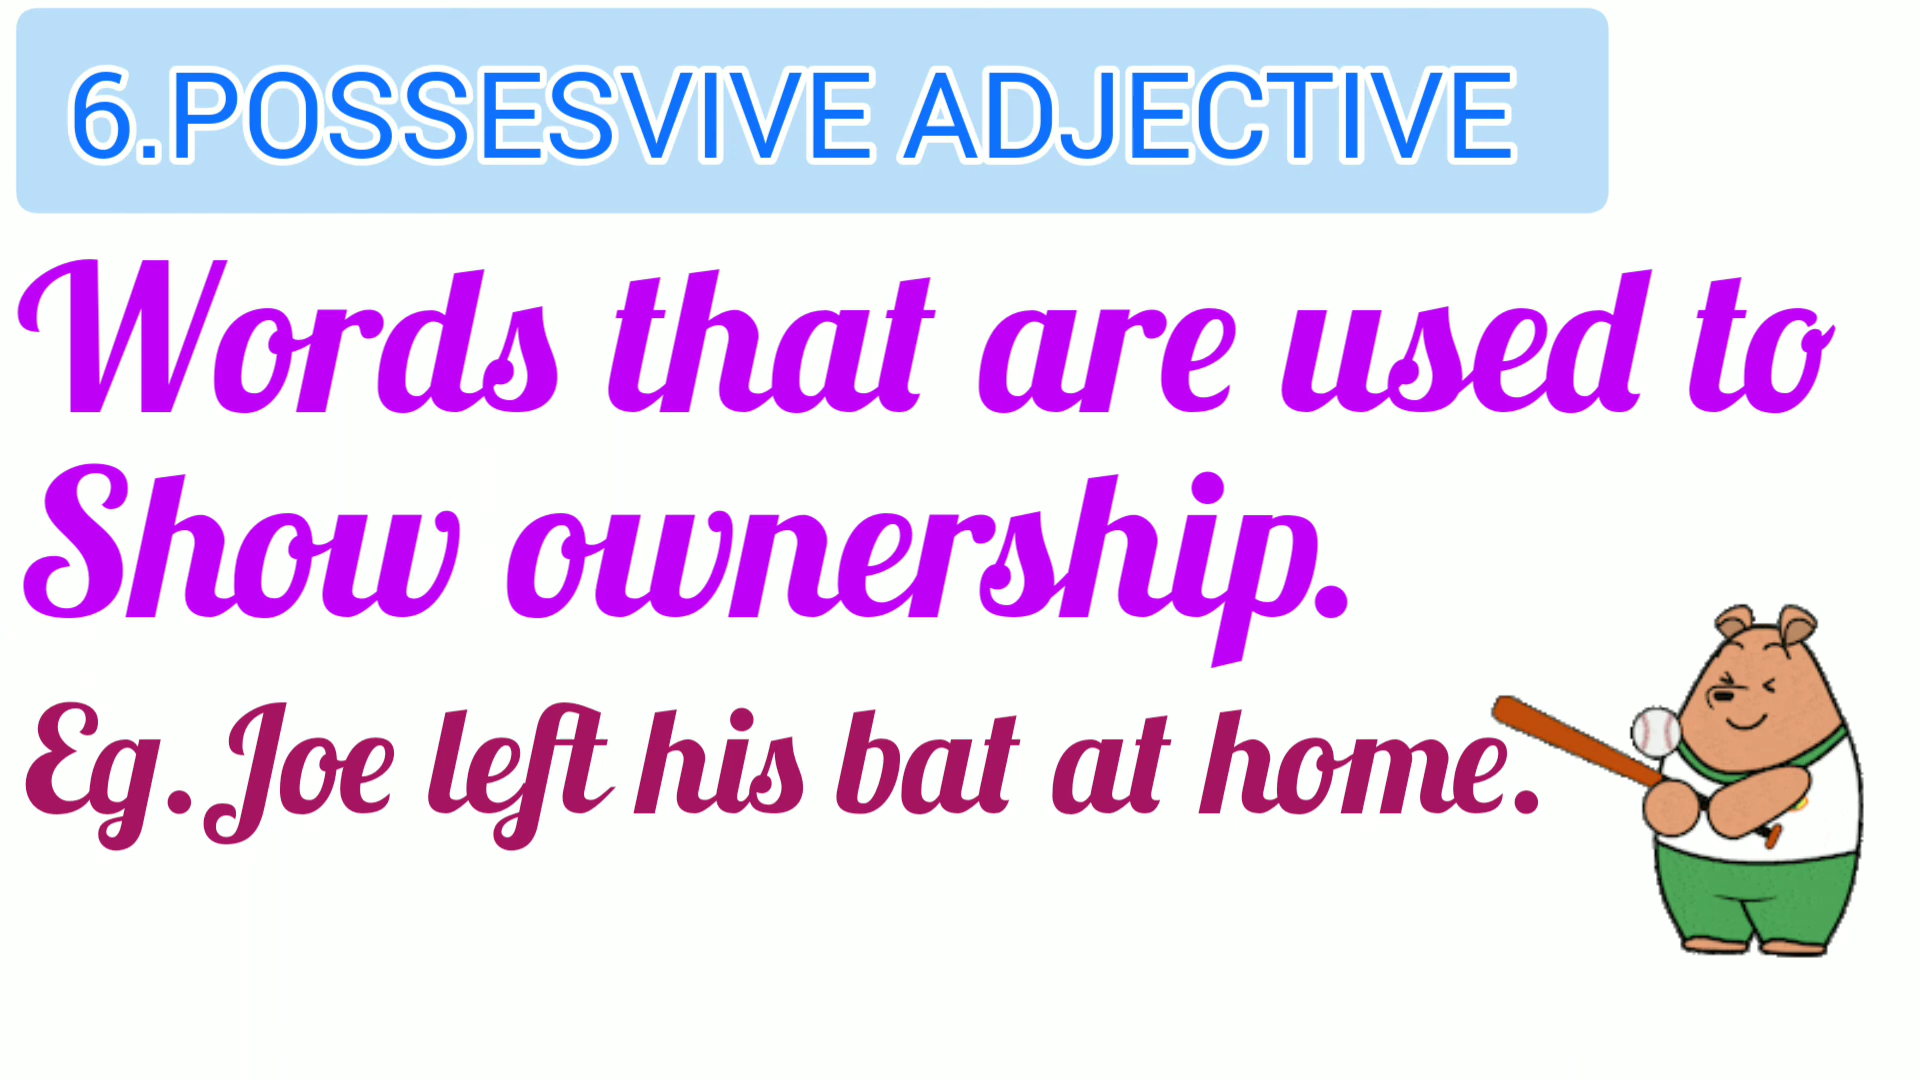 6.POSSESVIVE ADJECTIVE
Words that are used to
Show ownership.
Eg.Joe left his bat at home.